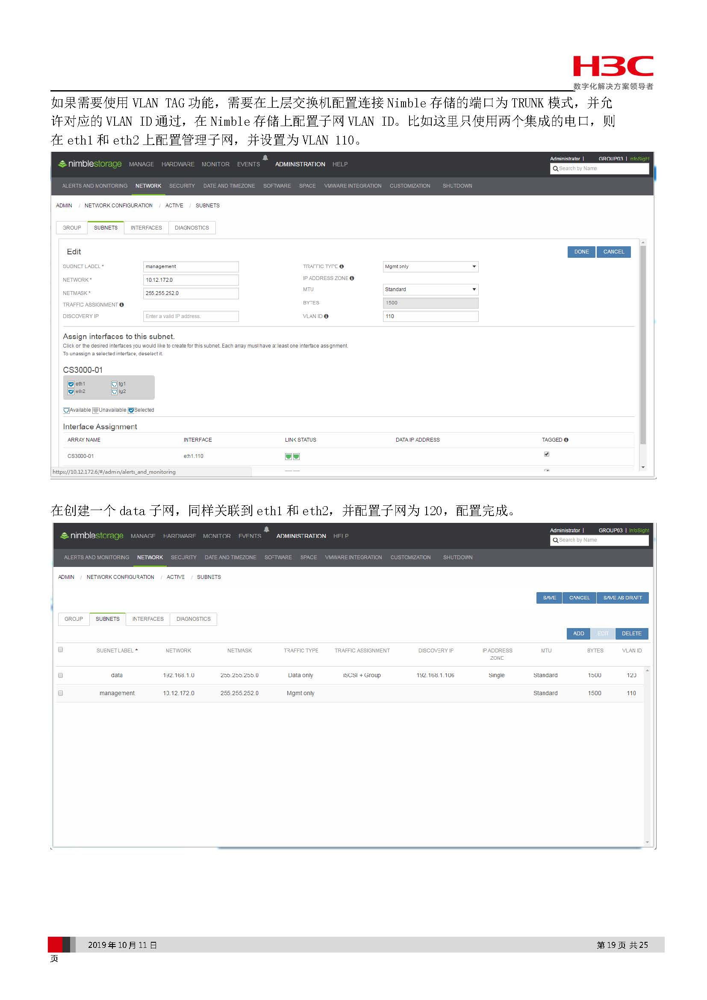 H3C
数字化解决方案领导者
如果需要使用 VLAN TAG 功能，需要在上层交换机配置连接 Nimble 存储的端口为 TRUNK 模式，并允
许对应的 VLAN ID 通过，在 Nimble 存储上配置子网 VLAN ID。比如这里只使用两个集成的电口，则
在 eth1 和 eth2 上配置管理子网，并设置为 VLAN 110。
nimblestorage MANAGE HARDWARE MONITOR EVENTS ADMINISTRATION HELP Administrator | GROUP03 | InfoSight
Search by Name
ALERTS AND MONITORING NETWORK SECURITY DATE AND TIMEZONE SOFTWARE SPACE VMWARE INTEGRATION CUSTOMIZATION SHUTDOWN
ADMIN / NETWORK CONFIGURATION / ACTIVE / SUBNETS
GROUP SUBNETS INTERFACES DIAGNOSTICS
Edit DONE CANCEL
SUBNET LABEL * management TRAFFIC TYPE Mgmt only
NETWORK * 10.12.172.0 IP ADDRESS ZONE
NETMASK * 255.255.252.0 MTU Standard
TRAFFIC ASSIGNMENT BYTES 1500
DISCOVERY IP Enter a valid IP address. VLAN ID 110
Assign interfaces to this subnet.
Click on the desired interfaces you would like to create for this subnet. Each array must have at least one interface assignment.
To unassign a selected interface, deselect it.
CS3000-01
eth1 tg1
eth2 tg2
Available Unavailable Selected
Interface Assignment
ARRAY NAME INTERFACE LINK STATUS DATA IP ADDRESS TAGGED
CS3000-01 eth1.110
https://10.12.172.6/#/admin/alerts_and_monitoring
在创建一个 data 子网，同样关联到 eth1 和 eth2，并配置子网为 120，配置完成。
nimblestorage MANAGE HARDWARE MONITOR EVENTS ADMINISTRATION HELP Administrator | GROUP03 | InfoSight
Search by Name
ALERTS AND MONITORING NETWORK SECURITY DATE AND TIMEZONE SOFTWARE SPACE VMWARE INTEGRATION CUSTOMIZATION SHUTDOWN
ADMIN / NETWORK CONFIGURATION / ACTIVE / SUBNETS
SAVE CANCEL SAVE AS DRAFT
GROUP SUBNETS INTERFACES DIAGNOSTICS
ADD EDIT DELETE
SUBNET LABEL NETWORK NETMASK TRAFFIC TYPE TRAFFIC ASSIGNMENT DISCOVERY IP IP ADDRESS ZONE MTU BYTES VLAN ID
data 192.168.1.0 255.255.255.0 Data only iSCSI + Group 192.168.1.106 Single Standard 1500 120
management 10.12.172.0 255.255.252.0 Mgmt only Standard 1500 110
2019 年 10 月 11 日 第 19 页 共 25
页